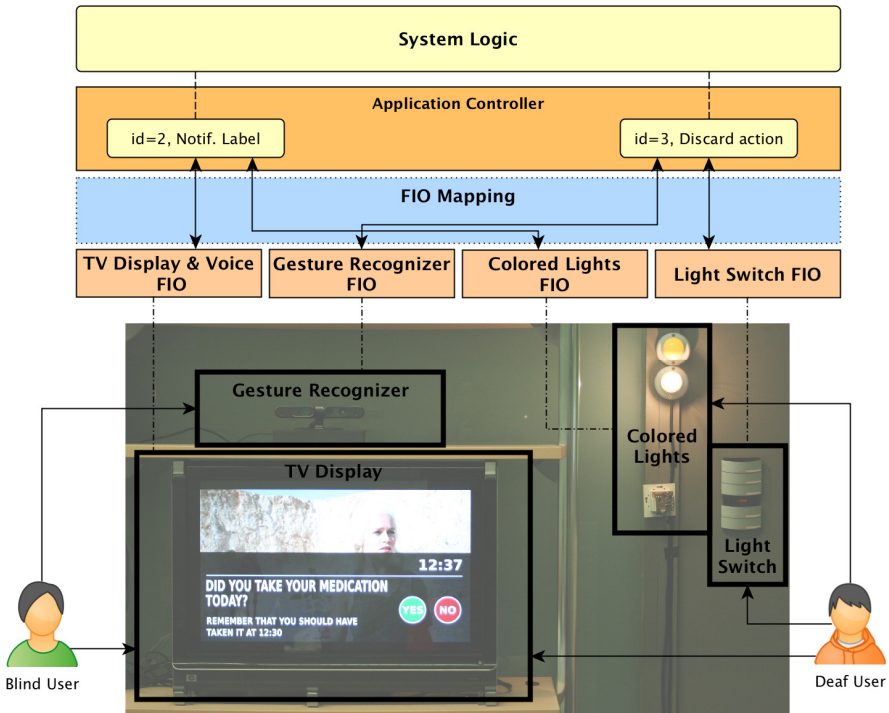 System Logic
Application Controller
id=2, Notif. Label
id=3, Discard action
FIO Mapping
TV Display & Voice
FIO
Gesture Recognizer
FIO
Colored Lights
FIO
Light Switch FIO
Gesture Recognizer
Colored
Lights
TV Display
Light
Switch
12:37
DID YOU TAKE YOUR MEDICATION
TODAY?
YES
NO
REMEMBER THAT YOU SHOULD HAVE
TAKEN IT AT 12:30
Blind User
Deaf User